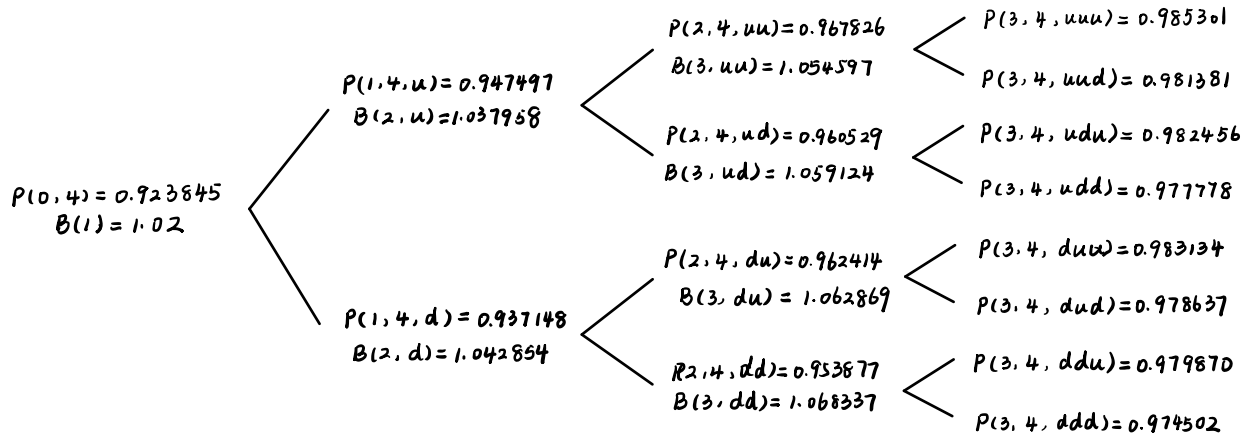 P(0,4)=0.923845
B(1)=1.02
P(1,4,u)=0.947497
B(2,u)=1.037958
P(1,4,d)=0.937148
B(2,d)=1.042854
P(2,4,uu)=0.967826
B(3,uu)=1.054597
P(2,4,ud)=0.960529
B(3,ud)=1.059124
P(2,4,du)=0.962414
B(3,du)=1.062869
P(2,4,dd)=0.953877
B(3,dd)=1.068337
P(3,4,uuu)=0.985301
P(3,4,uud)=0.981381
P(3,4,udu)=0.982456
P(3,4,udd)=0.977778
P(3,4,duu)=0.983134
P(3,4,dud)=0.978637
P(3,4,ddu)=0.979870
P(3,4,ddd)=0.974502